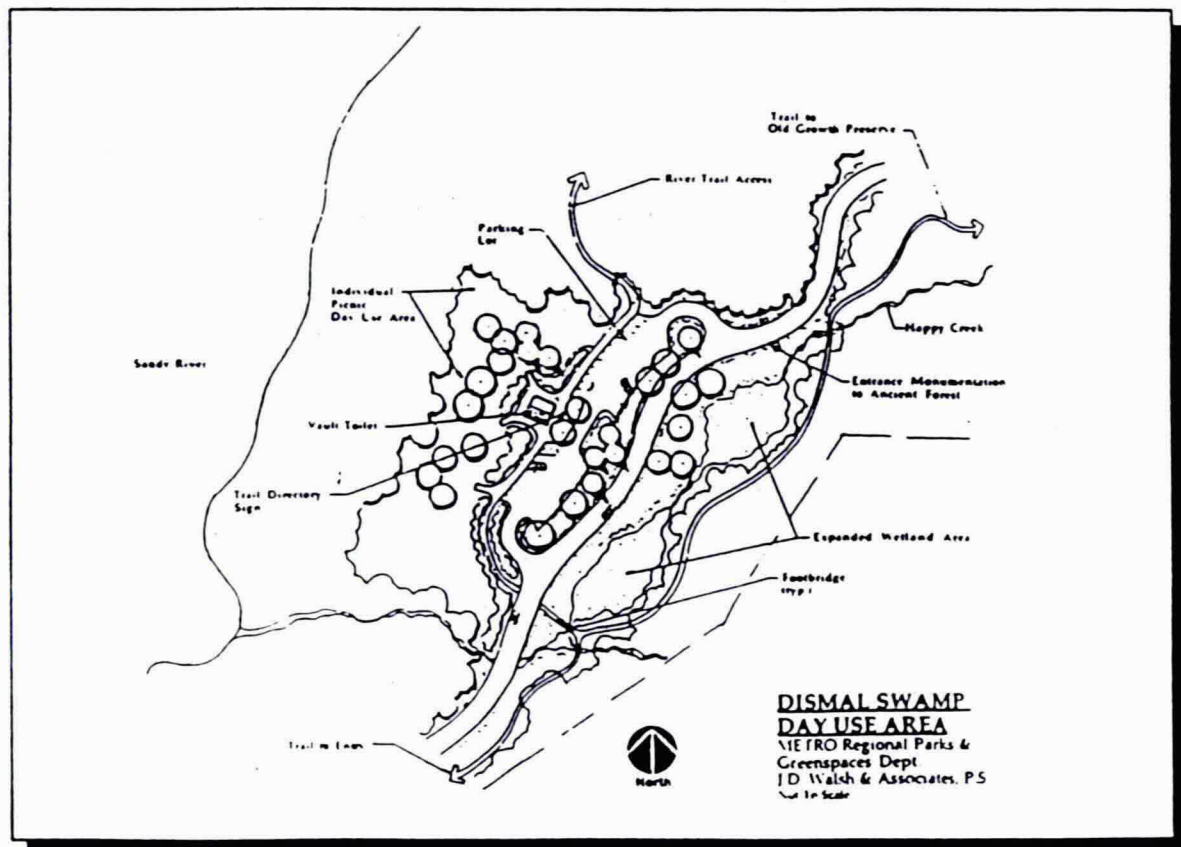 Trail to
Old Growth Preserve
River Trail Access
Parking
Lot
Individual
Picnic
Day Use Area
Happy Creek
Sandy River
Entrance Monumentation
to Ancient Forest
Vault Toilet
Trail Directory
Sign
Expanded Wetland Area
Footbridge
(typ.)
Trail to
North
DISMAL SWAMP
DAY USE AREA
METRO Regional Parks &
Greenspaces Dept
J.D. Walsh & Associates, P.S.
Not To Scale